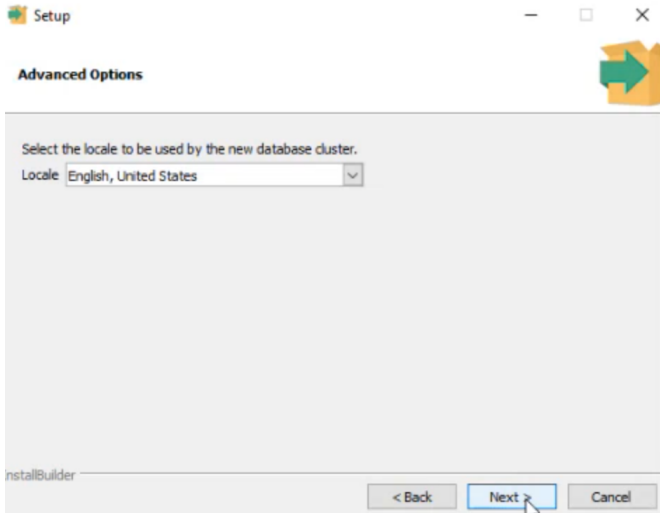 Setup
Advanced Options
Select the locale to be used by the new database cluster.
Locale English, United States
nstallBuilder
< Back Next > Cancel